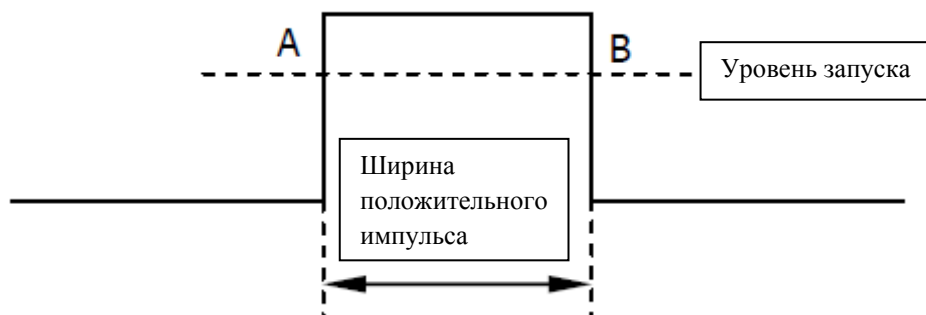 A
B
Уровень запуска
Ширина
положительного
импульса